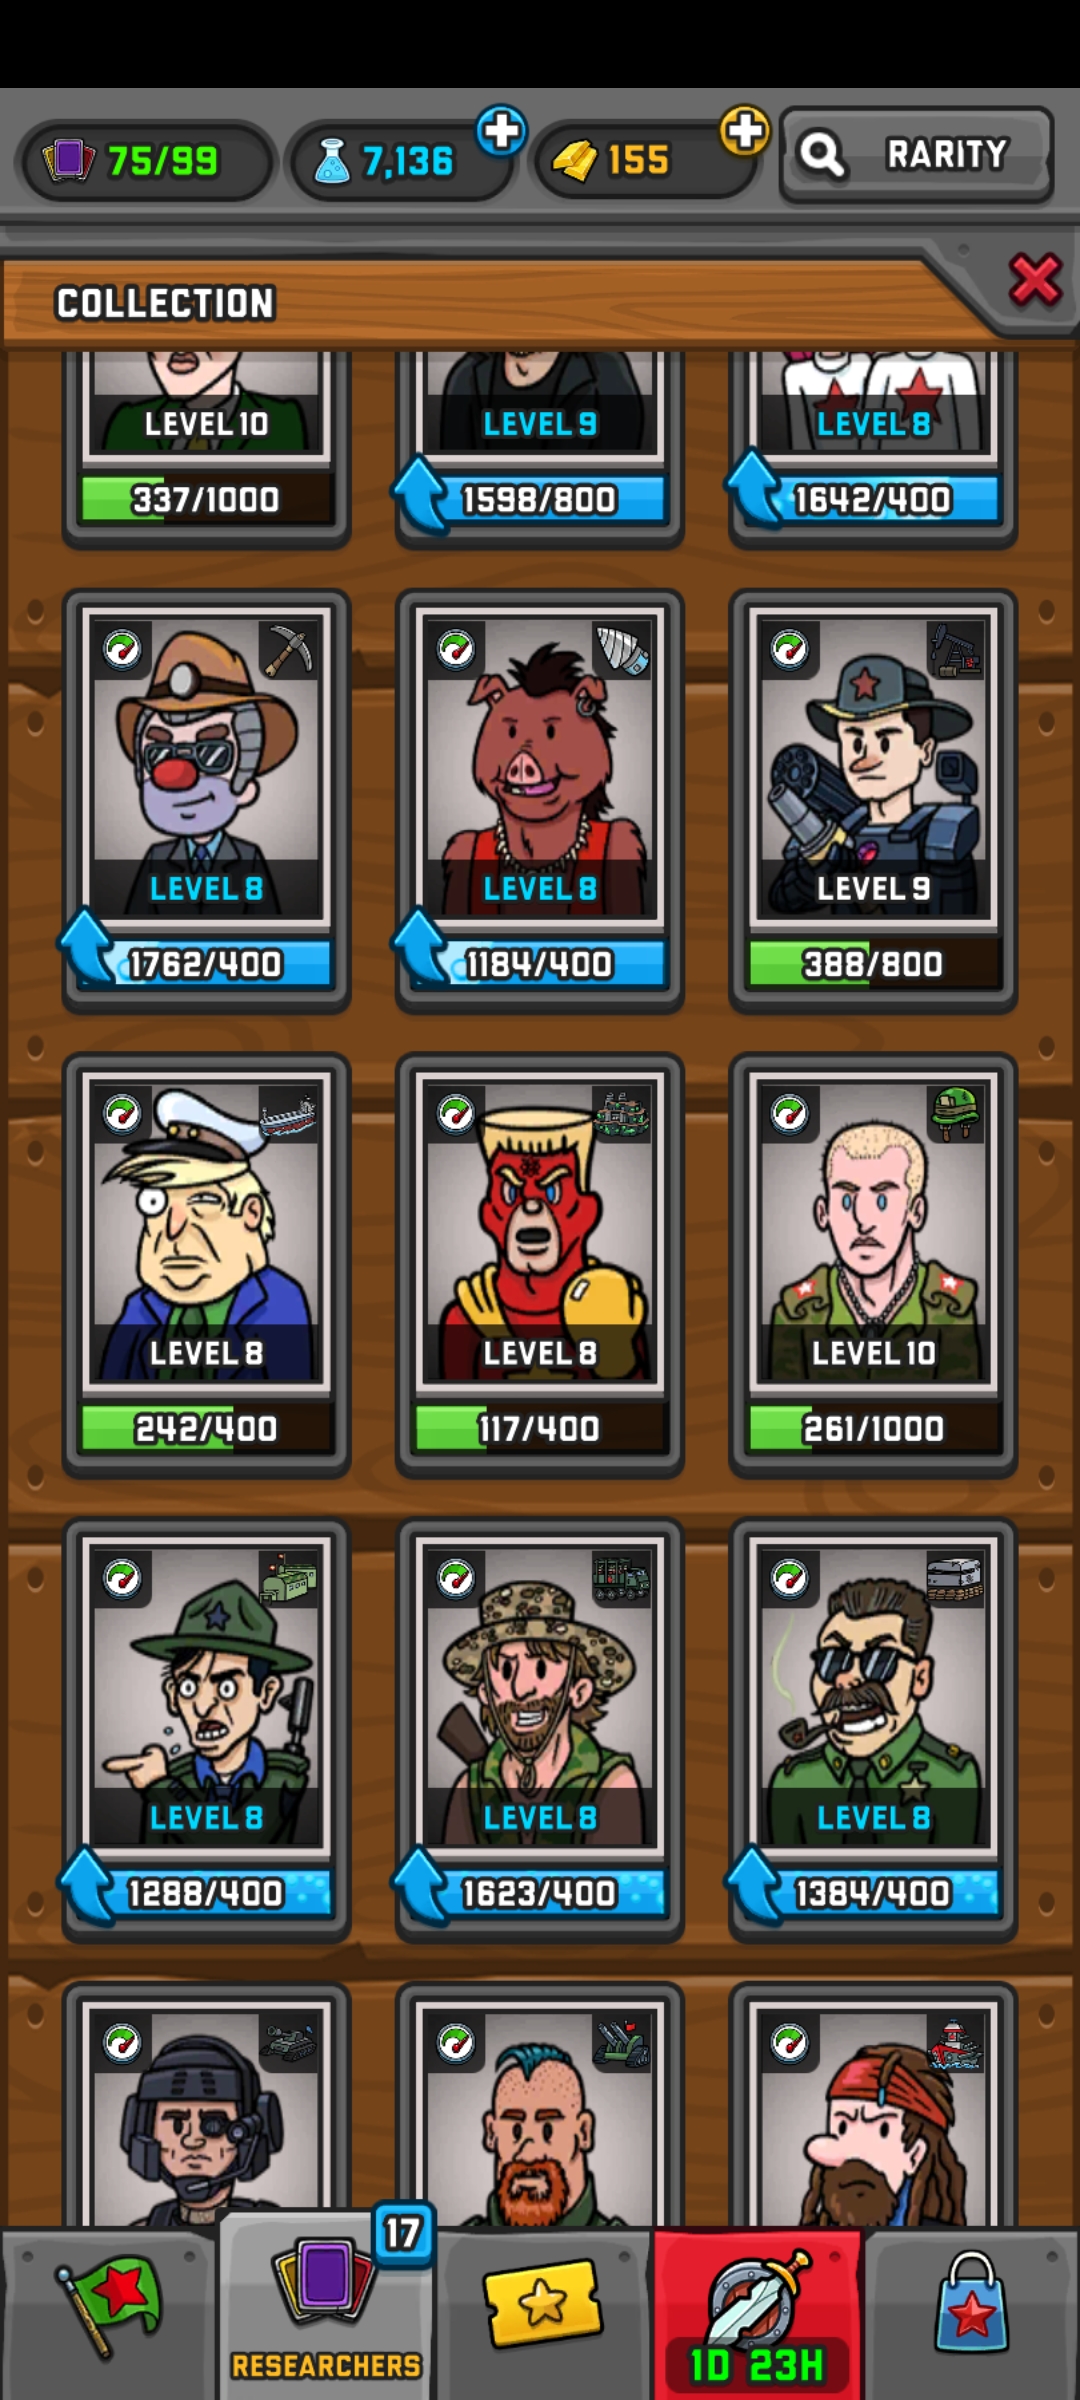 75/99 7,136 155 RARITY
COLLECTION
LEVEL 10 LEVEL 9 LEVEL 8
337/1000 1598/800 1642/400
LEVEL 8 LEVEL 8 LEVEL 9
1762/400 1184/400 388/800
LEVEL 8 LEVEL 8 LEVEL 10
242/400 117/400 261/1000
LEVEL 8 LEVEL 8 LEVEL 8
1288/400 1623/400 1384/400
17
RESEARCHERS 1D 23H